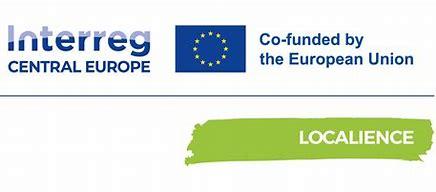 Interreg
CENTRAL EUROPE
Co-funded by
the European Union
LOCALIENCE